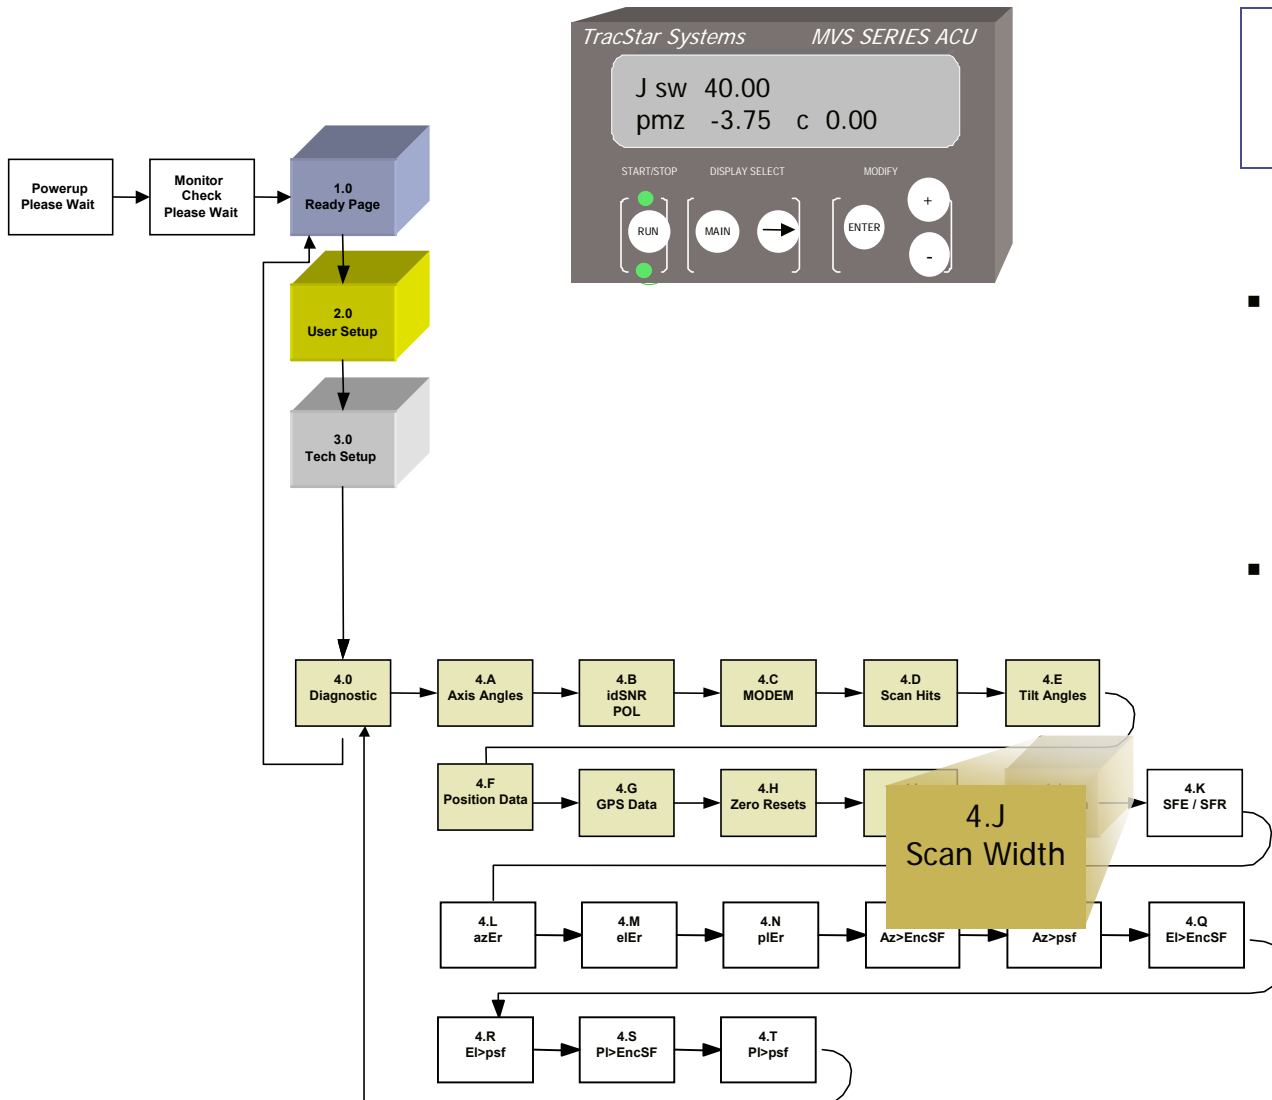 TracStar Systems MVS SERIES ACU
J sw 40.00
pmz -3.75 c 0.00
START/STOP DISPLAY SELECT MODIFY
RUN MAIN ENTER + -
Powerup
Please Wait
Monitor
Check
Please Wait
1.0
Ready Page
2.0
User Setup
3.0
Tech Setup
4.0
Diagnostic
4.A
Axis Angles
4.B
idSNR
POL
4.C
MODEM
4.D
Scan Hits
4.E
Tilt Angles
4.F
Position Data
4.G
GPS Data
4.H
Zero Resets
4.J
Scan Width
4.K
SFE / SFR
4.L
azEr
4.M
elEr
4.N
plEr
Az>EncSF
Az>psf
4.Q
El>EncSF
4.R
El>psf
4.S
Pl>EncSF
4.T
Pl>psf